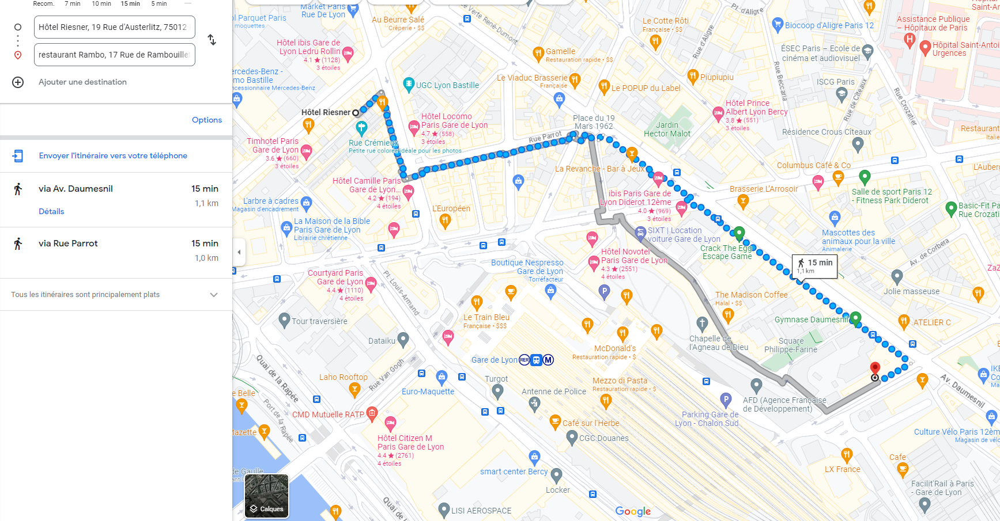 Recom.
7 min
10 min
15 min
5 min
Hôtel Riesner, 19 Rue d'Austerlitz, 75012
restaurant Rambo, 17 Rue de Rambouillet
Ajouter une destination
Options
Envoyer l'itinéraire vers votre téléphone
via Av. Daumesnil
15 min
1,1 km
Détails
via Rue Parrot
15 min
1,0 km
Tous les itinéraires sont principalement plats
Market Paris
Rue De Lyon
Parquet Paris
moquettes
Au Beurre Salé
Crêperie • $$
Rue Verte René-Dumont
Pl. d'Aligre
Rue d'Aligre
Le Cotte Rôti
Française • $$
Biocoop d'Aligre Paris 12
Hôpital
Saint-An
Assistance Publique
– Hôpitaux de Paris
Hôpital Saint-Antoi
Urgences
Hôtel ibis Gare de
Lyon Ledru Rollin
4.1 ★ (1128)
3 étoiles
Gamelle
Restauration rapide • $$
ÉSEC Paris – Ecole de
cinéma et audiovisuel
ercedes-Benz -
mo Bastille
ncessionnaire Mercedes-Benz
UGC Lyon Bastille
Le Viaduc Brasserie
Française
Le POPUP du Label
Piupiupiu
Rue Beccaria
ISCG Paris
Rue de Cîteaux
Rue Crozatier
Hôtel Riesner
Hôtel Locomo
Paris Gare de Lyon
4.7 ★ (558)
3 étoiles
Place du 19
Mars 1962
Hôtel Prince
Albert Lyon Bercy
3.8 ★ (551)
3 étoiles
Jardin
Hector Malot
Résidence Crous Cîteaux
Restaurant
Italie
Timhotel Paris
Gare de Lyon
3.6 ★ (660)
3 étoiles
Rue Crémieux
Petite rue colorée idéale pour les photos
Rue Parrot
La Revanche - Bar à Jeux
Columbus Café & Co
L'Auber
Hôtel Camille Paris
Gare de Lyon...
4.2 ★ (194)
4 étoiles
ibis Paris Gare de
Lyon Diderot 12ème
4.0 ★ (969)
3 étoiles
Brasserie L'Arrosoir
Salle de sport Paris 12
- Fitness Park Diderot
L'arbre à cadres
Magasin d'encadrement
L'Européen
Basic-Fit Pa
Rue Crozati
La Maison de la Bible
Paris Gare de Lyon
Librairie chrétienne
SIXT | Location
voiture Gare de Lyon
Mascottes des
animaux pour la ville
Animalerie
Crack The Egg
Escape Game
Av. de Corbera
Hôtel Novotel
Gare de Lyon
4.3 ★ (2551)
4 étoiles
Boutique Nespresso
Gare de Lyon
Torréfacteur
15 min
1,1 km
ZaZ
Courtyard Paris
Gare de Lyon
4.4 ★ (1110)
4 étoiles
Pl. Louis-Armand
Jolie masseuse
The Madison Coffee
Halal • $$
Tour traversière
Le Train Bleu
Française • $$$
Gymnase Daumesnil
.ATELIER C
Dataiku
Chapelle de
l'Agneau de Dieu
Square
Philippe-Farine
McDonald's
Restauration rapide • $
Gare de Lyon
RER
M
Quai de la Rapée
Rue Van Gogh
Laho Rooftop
Euro-Maquette
Turgot
Mezzo di Pasta
Restauration rapide • $
Antenne de Police
AFD (Agence Française
de Développement)
Av. Daumesnil
IKE
Co
Ma
e Belle
Port de la Rapée
CMD Mutuelle RATP
Parking Gare de
Lyon - Chalon Sud
Café sur l'Herbe
Mazette
CGC Douanes
Culture Vélo Paris 12èm
Magasin de vélo
Hôtel Citizen M
Paris Gare de Lyon
4.4 ★ (2761)
4 étoiles
Cafe
LX France
de Gaulle
smart center Bercy
Locker
Facilit'Rail à Paris
- Gare de Lyon
Quai de
Calques
LISI AEROSPACE
Google